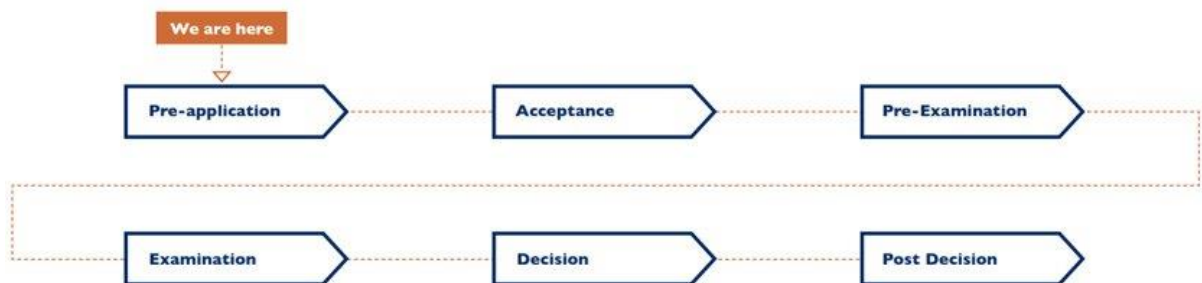 We are here
Pre-application
Acceptance
Pre-Examination
Examination
Decision
Post Decision